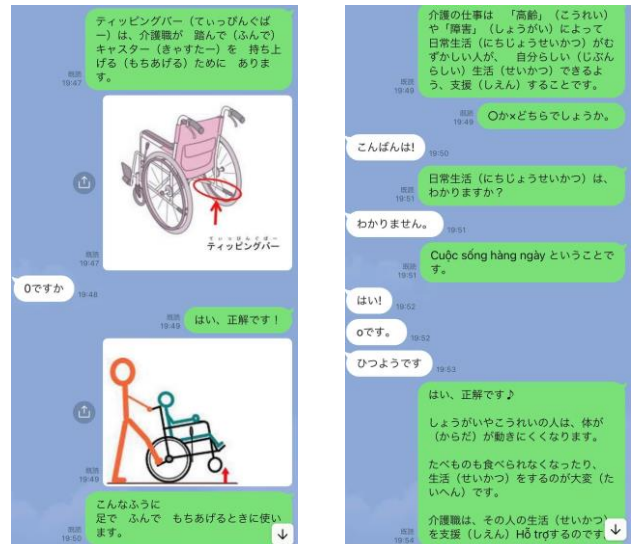 ティッピングバー(てぃっぴんぐば
ー)は、介護職が 踏んで(ふんで)
キャスター(きゃすたー)を 持ち上
げる(もちあげる)ために ありま
す。
既読
19:47
てぃっぴんぐばー
ティッピングバー
既読
19:47
0ですか
19:48
はい、正解です!
既読
19:49
既読
19:49
こんなふうに
足で ふんで もちあげるときに使い
ます。
既読
19:50
介護の仕事は 「高齢」(こうれい)
や「障害」(しょうがい)によって
日常生活(にちじょうせいかつ)がむ
ずかしい人が、 自分らしい(じぶん
らしい)生活(せいかつ)できるよ
う、支援(しえん)することです。
既読
19:49
〇か×どちらでしょうか。
既読
19:49
こんばんは!
19:50
日常生活(にちじょうせいかつ)は、
わかりますか?
既読
19:51
わかりません。
19:51
Cuộc sống hàng ngày ということで
す。
既読
19:51
はい!
19:52
oです。
19:52
ひつようです
19:53
はい、正解です♪
しょうがいやこうれいの人は、体が
(からだ)が動きにくくなります。
たべものも食べられなくなったり、
生活(せいかつ)をするのが大変(た
いへん)です。
介護職は、その人の生活(せいかつ)
を支援(しえん)Hỗ trợするのです
既読
19:54